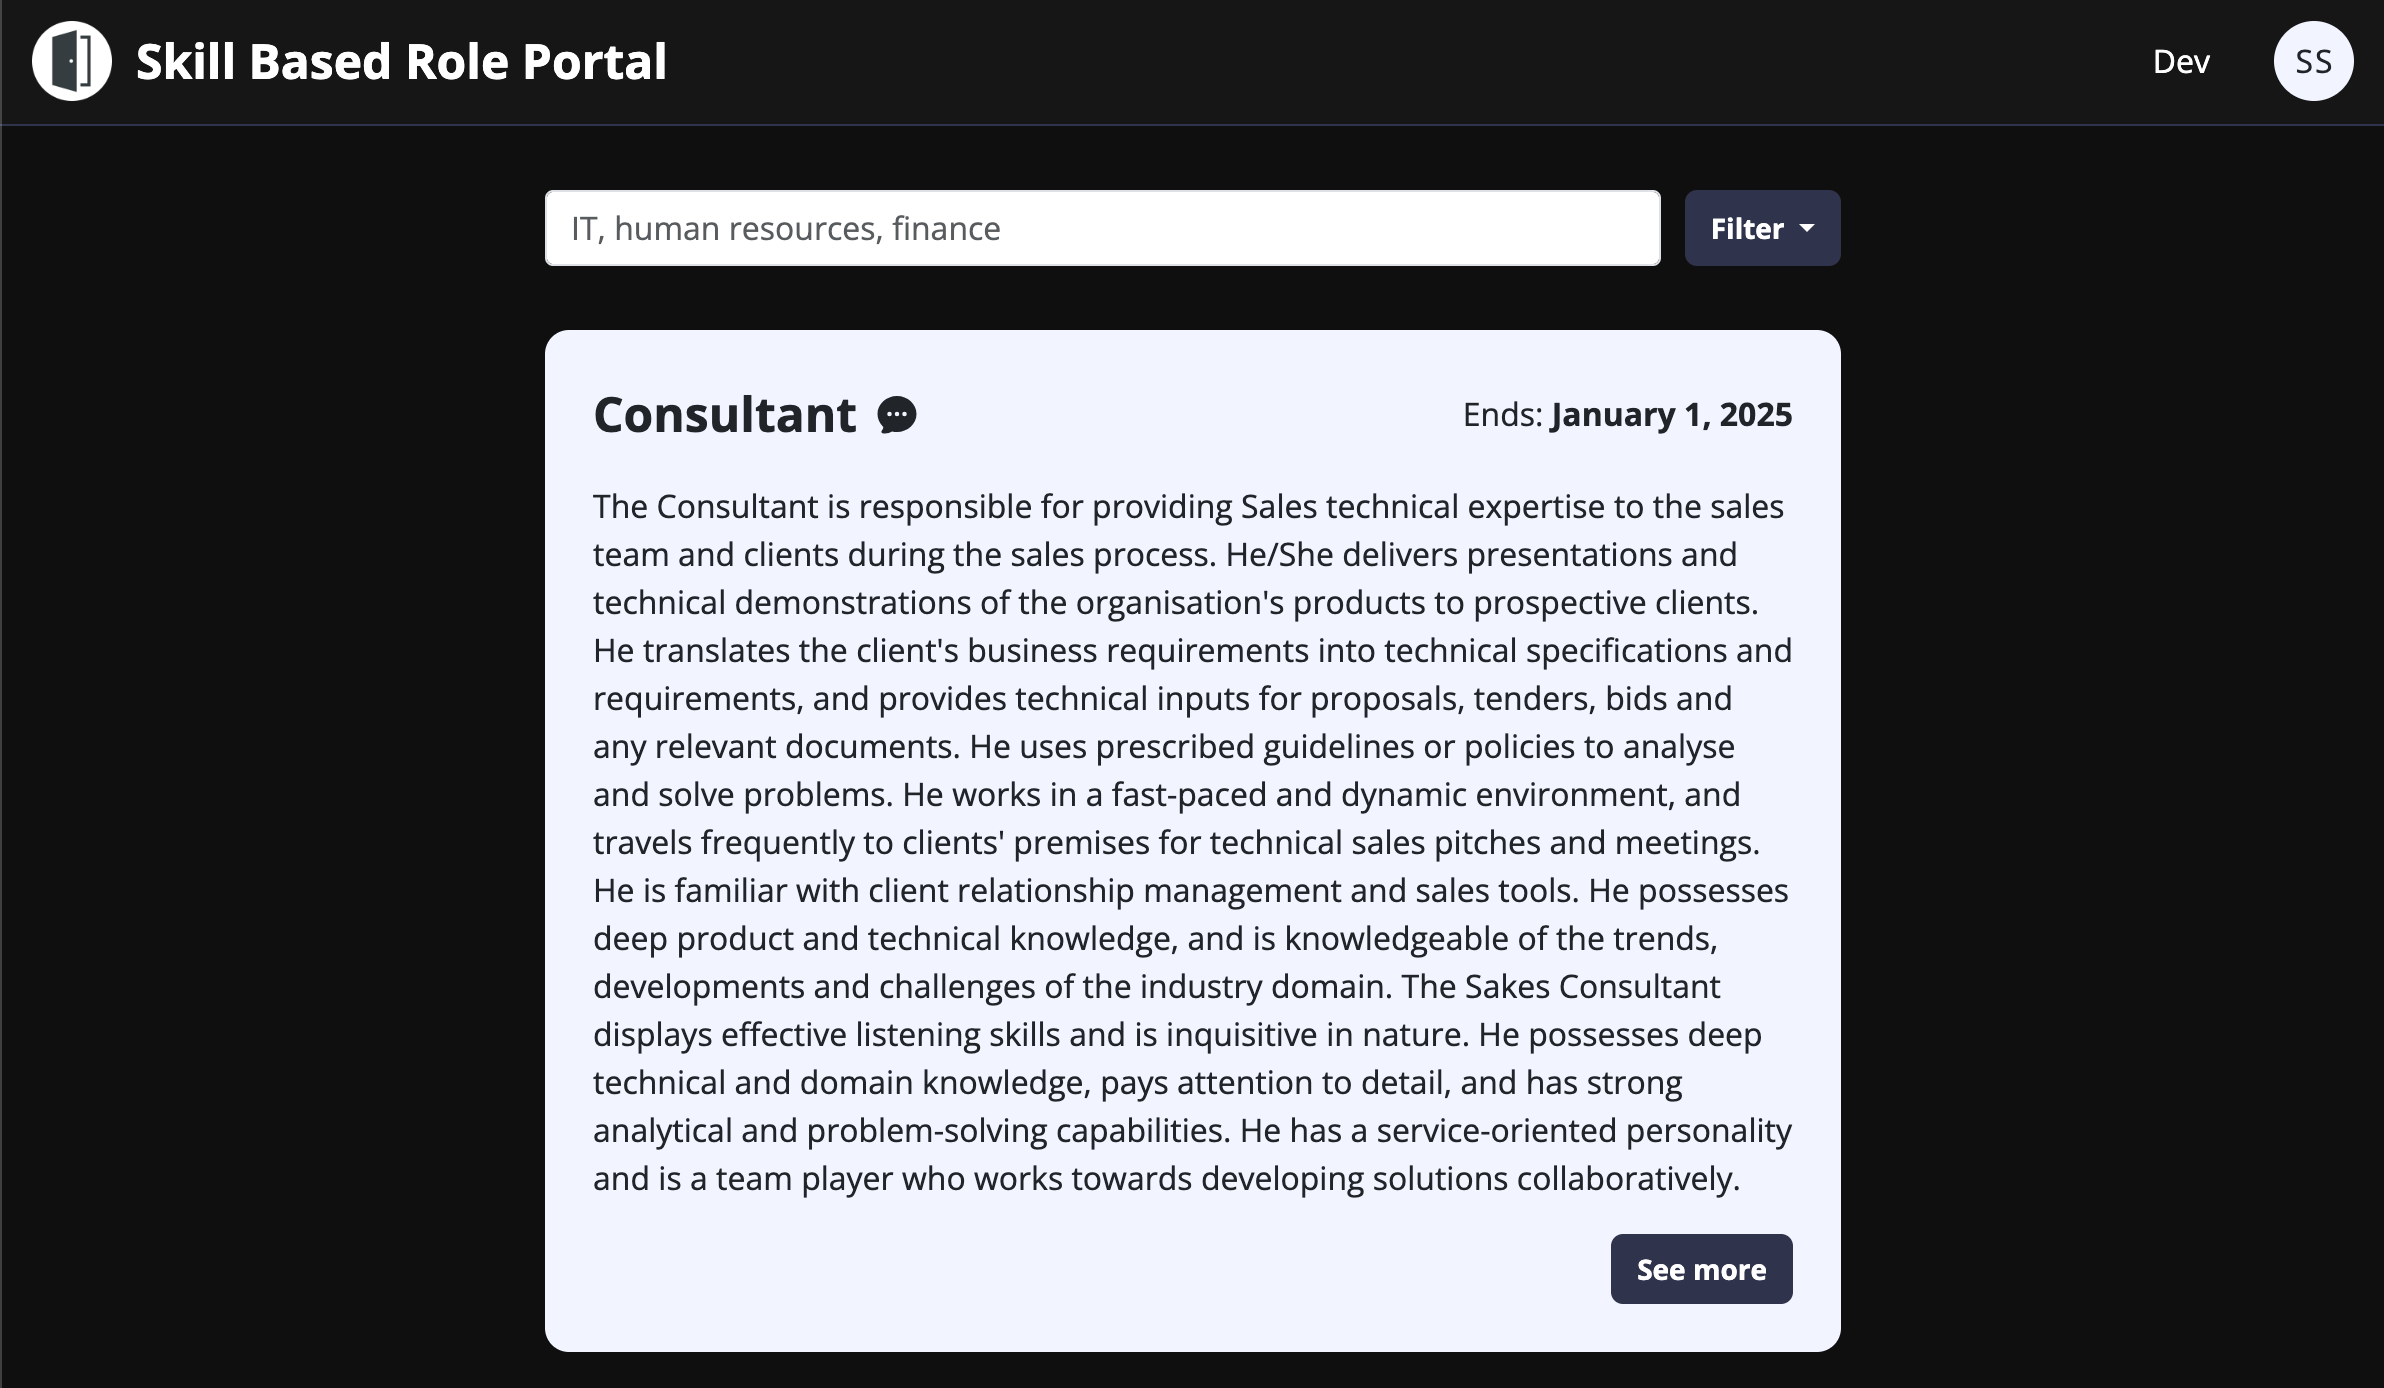 Skill Based Role Portal
Dev
SS
IT, human resources, finance
Filter
Consultant
Ends: January 1, 2025
The Consultant is responsible for providing Sales technical expertise to the sales
team and clients during the sales process. He/She delivers presentations and
technical demonstrations of the organisation's products to prospective clients.
He translates the client's business requirements into technical specifications and
requirements, and provides technical inputs for proposals, tenders, bids and
any relevant documents. He uses prescribed guidelines or policies to analyse
and solve problems. He works in a fast-paced and dynamic environment, and
travels frequently to clients' premises for technical sales pitches and meetings.
He is familiar with client relationship management and sales tools. He possesses
deep product and technical knowledge, and is knowledgeable of the trends,
developments and challenges of the industry domain. The Sakes Consultant
displays effective listening skills and is inquisitive in nature. He possesses deep
technical and domain knowledge, pays attention to detail, and has strong
analytical and problem-solving capabilities. He has a service-oriented personality
and is a team player who works towards developing solutions collaboratively.
See more